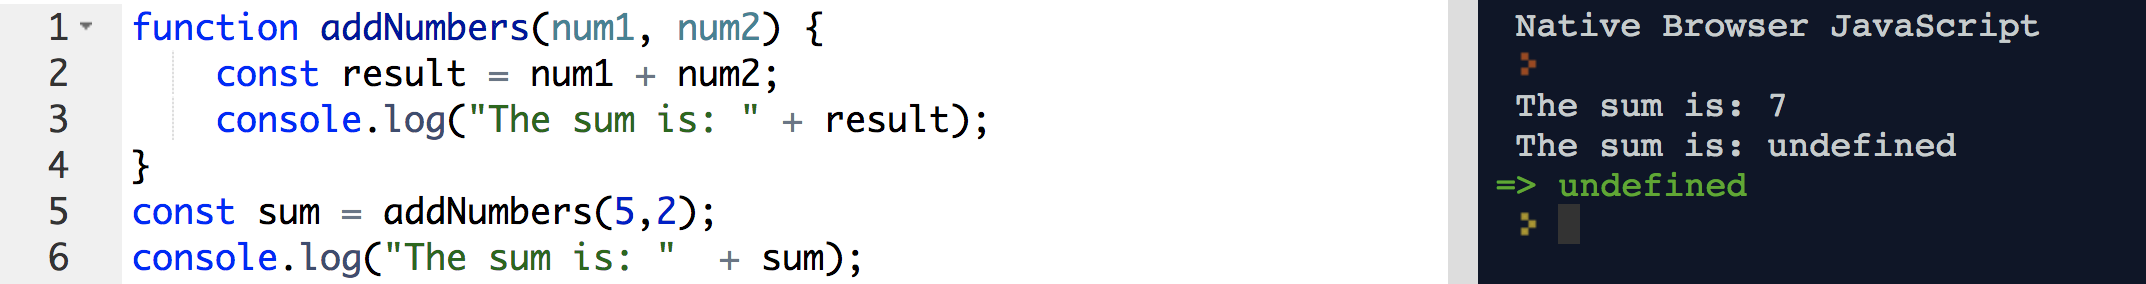 1 function addNumbers(num1, num2) {
2     const result = num1 + num2;
3     console.log("The sum is: " + result);
4 }
5 const sum = addNumbers(5,2);
6 console.log("The sum is: "  + sum);
Native Browser JavaScript
The sum is: 7
The sum is: undefined
=> undefined